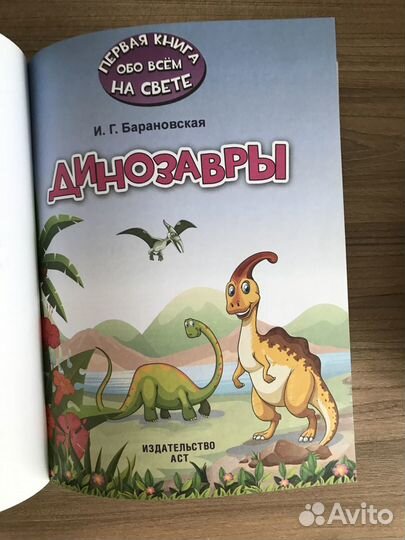 ПЕРВАЯ КНИГА
ОБО ВСЁМ
НА СВЕТЕ
И. Г. Барановская
ДИНОЗАВРЫ
ИЗДАТЕЛЬСТВО
АСТ
Avito